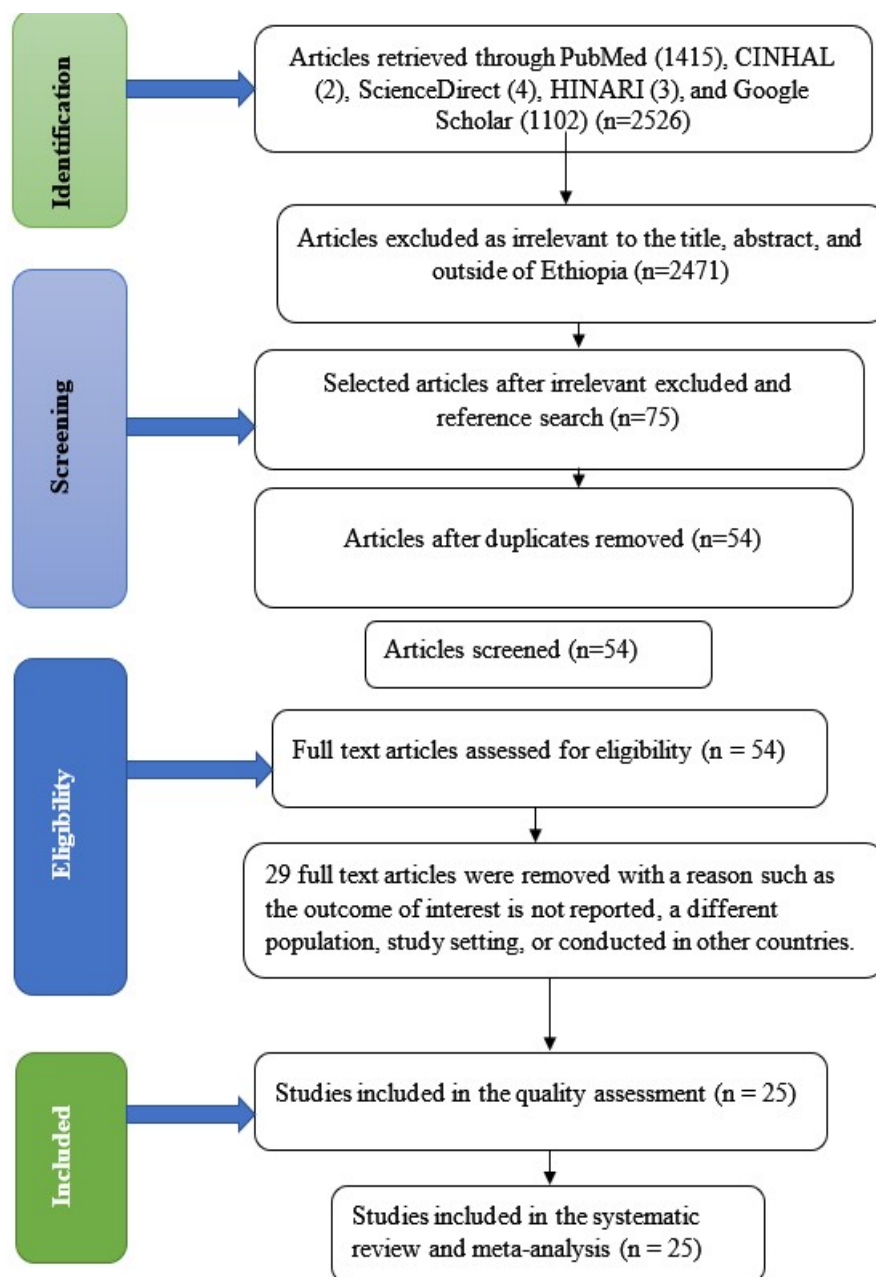 Identification
Articles retrieved through PubMed (1415), CINHAL
(2), ScienceDirect (4), HINARI (3), and Google
Scholar (1102) (n=2526)
Articles excluded as irrelevant to the title, abstract, and
outside of Ethiopia (n=2471)
Screening
Selected articles after irrelevant excluded and
reference search (n=75)
Articles after duplicates removed (n=54)
Articles screened (n=54)
Eligibility
Full text articles assessed for eligibility (n = 54)
29 full text articles were removed with a reason such as
the outcome of interest is not reported, a different
population, study setting, or conducted in other countries.
Included
Studies included in the quality assessment (n = 25)
Studies included in the systematic
review and meta-analysis (n = 25)